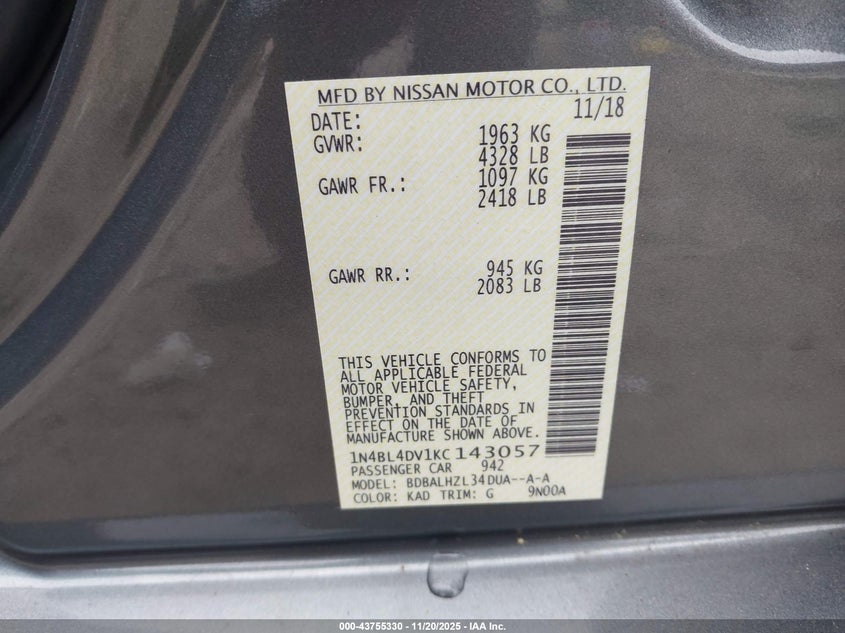 MFD BY NISSAN MOTOR CO., LTD.
DATE: 11/18
GVWR: 1963 KG
4328 LB
GAWR FR.: 1097 KG
2418 LB
GAWR RR.: 945 KG
2083 LB
THIS VEHICLE CONFORMS TO
ALL APPLICABLE FEDERAL
MOTOR VEHICLE SAFETY,
BUMPER, AND THEFT
PREVENTION STANDARDS IN
EFFECT ON THE DATE OF
MANUFACTURE SHOWN ABOVE.
1N4BL4DV1KC143057
PASSENGER CAR 942
MODEL: BDBALHZL34DUA--A-A
COLOR: KAD TRIM: G 9N00A
000-43755330 - 11/20/2025 - IAA Inc.